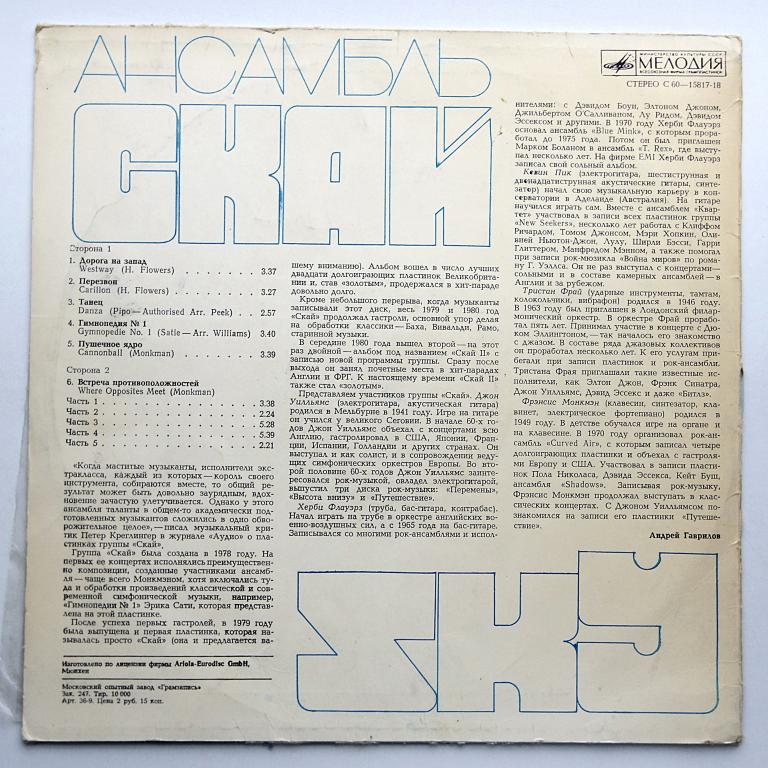 АНСАМБЛЬ
СКАЙ
МИНИСТЕРСТВО КУЛЬТУРЫ СССР
МЕЛОДИЯ
ВСЕСОЮЗНАЯ ФИРМА ГРАМПЛАСТИНОК
СТЕРЕО С 60—15817-18
Сторона 1
1. Дорога на запад
Westway (H. Flowers) . . . . . . . 3.37
2. Перезвон
Carillon (H. Flowers) . . . . . . . 3.27
3. Танец
Danza (Pipo—Authorised Arr. Peek) . . 2.57
4. Гимнопедия № 1
Gymnopedie No. 1 (Satie—Arr. Williams) 3.40
5. Пушечное ядро
Cannonball (Monkman) . . . . . . . 3.39
Сторона 2
6. Встреча противоположностей
Where Opposites Meet (Monkman)
Часть 1 . . . . . . . . . . . . 3.38
Часть 2 . . . . . . . . . . . . 2.24
Часть 3 . . . . . . . . . . . . 5.28
Часть 4 . . . . . . . . . . . . 5.39
Часть 5 . . . . . . . . . . . . 2.21
«Когда маститые музыканты, исполнители экс-
тракласса, каждый из которых — король своего
инструмента, собираются вместе, то общий ре-
зультат может быть довольно заурядным, вдох-
новение зачастую улетучивается. Однако у этого
ансамбля таланты в общем-то академически под-
готовленных музыкантов сложились в одно обво-
рожительное целое»,— писал музыкальный кри-
тик Петер Креглингер в журнале «Аудио» о пла-
стинках группы «Скай».
Группа «Скай» была создана в 1978 году. На
первых ее концертах исполнялись преимуществен-
но композиции, созданные участниками ансамб-
ля — чаще всего Монкмэном, хотя включались ту-
да и обработки произведений классической и со-
временной симфонической музыки, например,
«Гимнопедии № 1» Эрика Сати, которая представ-
лена на этой пластинке.
После успеха первых гастролей, в 1979 году
была выпущена и первая пластинка, которая на-
зывалась просто «Скай» (она и предлагается ва-
шему вниманию). Альбом вошел в число лучших
двадцати долгоиграющих пластинок Великобрита-
нии и, став «золотым», продержался в хит-параде
довольно долго.
Кроме небольшого перерыва, когда музыканты
записывали этот диск, весь 1979 и 1980 год
«Скай» продолжал гастроли, основной упор делая
на обработки классики — Баха, Вивальди, Рамо,
старинной музыки.
В середине 1980 года вышел второй — на этот
раз двойной — альбом под названием «Скай II» с
записью новой программы группы. Сразу после
выхода он занял почетные места в хит-парадах
Англии и ФРГ. К настоящему времени «Скай II»
также стал «золотым».
Представляем участников группы «Скай». Джон
Уильямс (электрогитара, акустическая гитара)
родился в Мельбурне в 1941 году. Игре на гитаре
он учился у великого Сеговии. В начале 60-х го-
дов Джон Уильямс объехал с концертами всю
Англию, гастролировал в США, Японии, Фран-
ции, Испании, Голландии и других странах. Он
выступал и как солист, и в сопровождении веду-
щих симфонических оркестров Европы. Во вто-
рой половине 60-х годов Джон Уильямс заинте-
ресовался рок-музыкой, овладел электрогитарой,
выпустил три диска рок-музыки: «Перемены»,
«Высота внизу» и «Путешествие».
Херби Флауэрз (труба, бас-гитара, контрабас).
Начал играть на трубе в оркестре английских во-
енно-воздушных сил, а с 1965 года на бас-гитаре.
Записывался со многими рок-ансамблями и испол-
нителями: с Дэвидом Боуи, Элтоном Джоном,
Джильбертом О'Салливаном, Лу Ридом, Дэвидом
Эссексом и другими. В 1970 году Херби Флауэрз
основал ансамбль «Blue Mink», с которым прора-
ботал до 1975 года. Потом он был приглашен
Марком Боланом в ансамбль «T. Rex», где высту-
пал несколько лет. На фирме EMI Херби Флауэрз
записал свой сольный альбом.
Кевин Пик (электрогитара, шестиструнная и
двенадцатиструнная акустические гитары, синте-
затор) начал свою музыкальную карьеру в кон-
серватории в Аделаиде (Австралия). На гитаре
научился играть сам. Вместе с ансамблем «Квар-
тет» участвовал в записи всех пластинок группы
«New Seekers», несколько лет работал с Клиффом
Ричардом, Томом Джонсом, Мэри Хопкин, Оли-
вией Ньютон-Джон, Лулу, Ширли Бэсси, Гарри
Глиттером, Манфредом Мэнном, а также помогал
при записи рок-мюзикла «Война миров» по рома-
ну Г. Уэллса. Он не раз выступал с концертами —
сольными и в составе камерных ансамблей — в
Англии и за рубежом.
Тристан Фрай (ударные инструменты, тамтам,
колокольчики, вибрафон) родился в 1946 году.
В 1963 году был приглашен в Лондонский филар-
монический оркестр. В оркестре Фрай прорабо-
тал пять лет. Принимал участие в концерте с Дю-
ком Эллингтоном,— так началось его знакомство
с джазом. В составе ряда джазовых коллективов
он проработал несколько лет. К его услугам при-
бегали при записи пластинок и рок-ансамбли.
Тристана Фрая приглашали такие известные ис-
полнители, как Элтон Джон, Фрэнк Синатра,
Джон Уильямс, Дэвид Эссекс и даже «Битлз».
Фрэнсис Монкмэн (клавесин, синтезатор, кла-
винет, электрическое фортепиано) родился в
1949 году. В детстве обучался игре на органе и
на клавесине. В 1970 году организовал рок-ан-
самбль «Curved Air», с которым записал четыре
долгоиграющих пластинки и объехал с гастроля-
ми Европу и США. Участвовал в записи пласти-
нок Пола Николаса, Дэвида Эссекса, Кейт Буш,
ансамбля «Shadows». Записывая рок-музыку,
Фрэнсис Монкмэн продолжал выступать в клас-
сических концертах. С Джоном Уильямсом по-
знакомился на записи его пластинки «Путеше-
ствие».
Андрей Гаврилов
SKY
Изготовлено по лицензии фирмы Ariola-Eurodisc GmbH,
Мюнхен
Московский опытный завод «Грамзапись»
Зак. 247. Тир. 10 000
Арт. 36-9. Цена 2 руб. 15 коп.